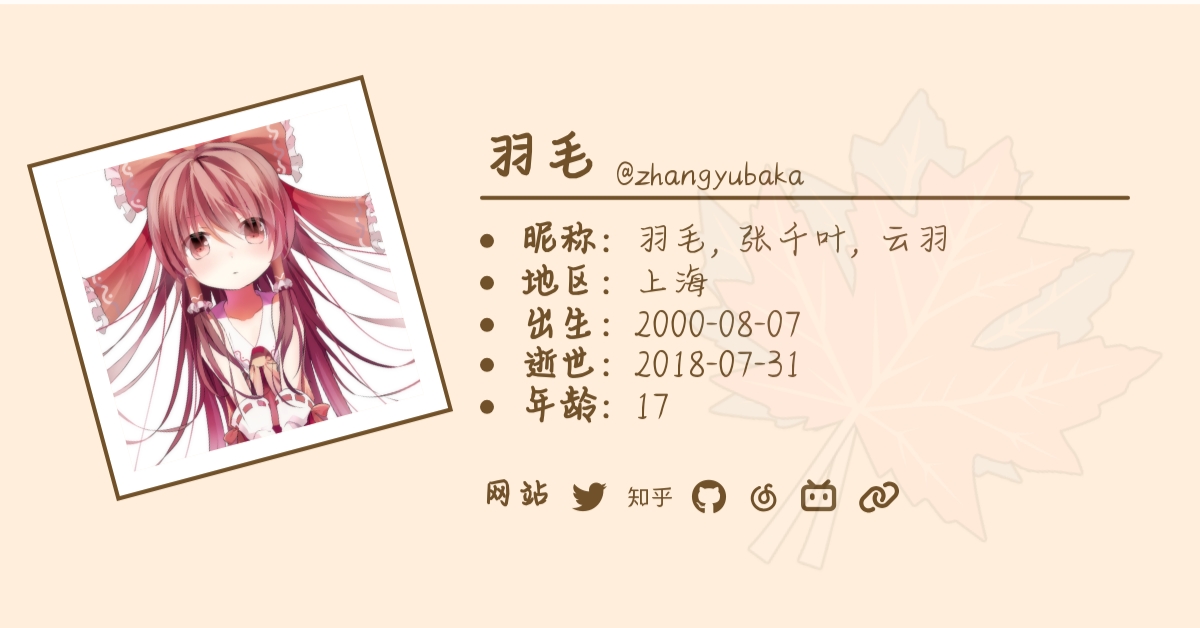 羽毛 @zhangyubaka
昵称：羽毛, 张千叶, 云羽
地区：上海
出生：2000-08-07
逝世：2018-07-31
年龄：17
网站 知乎